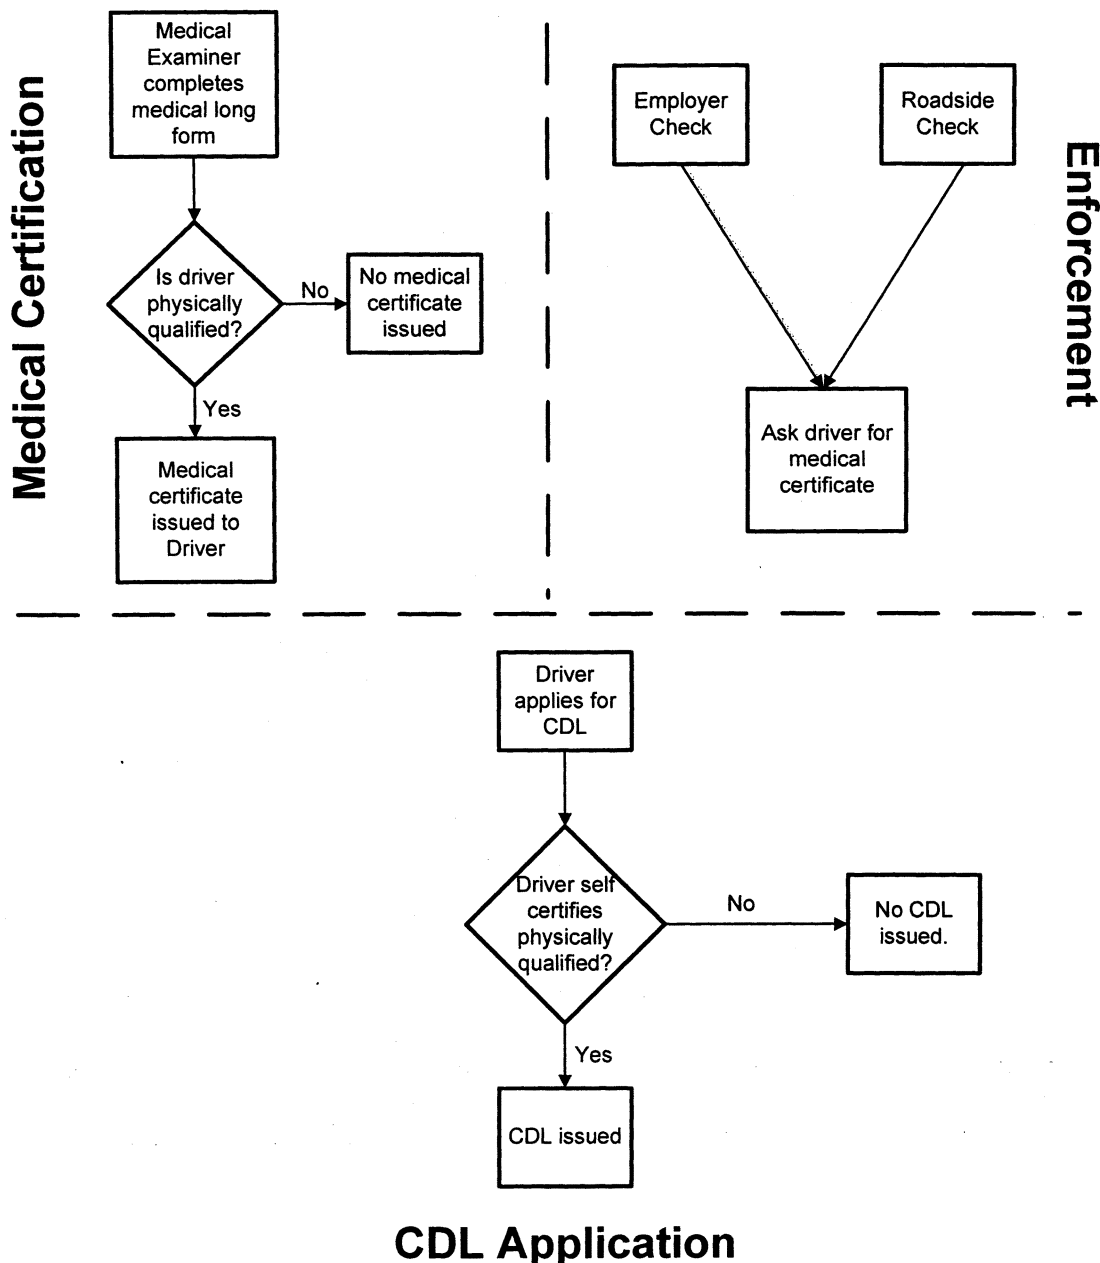 Medical Certification
Medical
Examiner
completes
medical long
form
Is driver
physically
qualified?
No
No medical
certificate
issued
Yes
Medical
certificate
issued to
Driver
Employer
Check
Roadside
Check
Ask driver for
medical
certificate
Enforcement
Driver
applies for
CDL
Driver self
certifies
physically
qualified?
No
No CDL
issued.
Yes
CDL issued
CDL Application